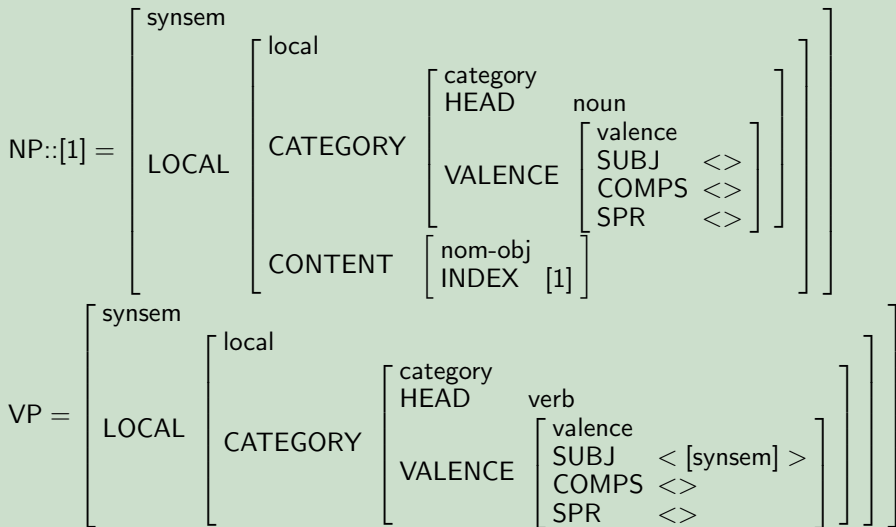 synsem
local
category
HEAD noun
valence
NP::[1] = LOCAL CATEGORY VALENCE SUBJ <>
COMPS <>
SPR <>
CONTENT nom-obj
INDEX [1]
synsem
local
category
HEAD verb
valence
VP = LOCAL CATEGORY VALENCE SUBJ < [synsem] >
COMPS <>
SPR <>